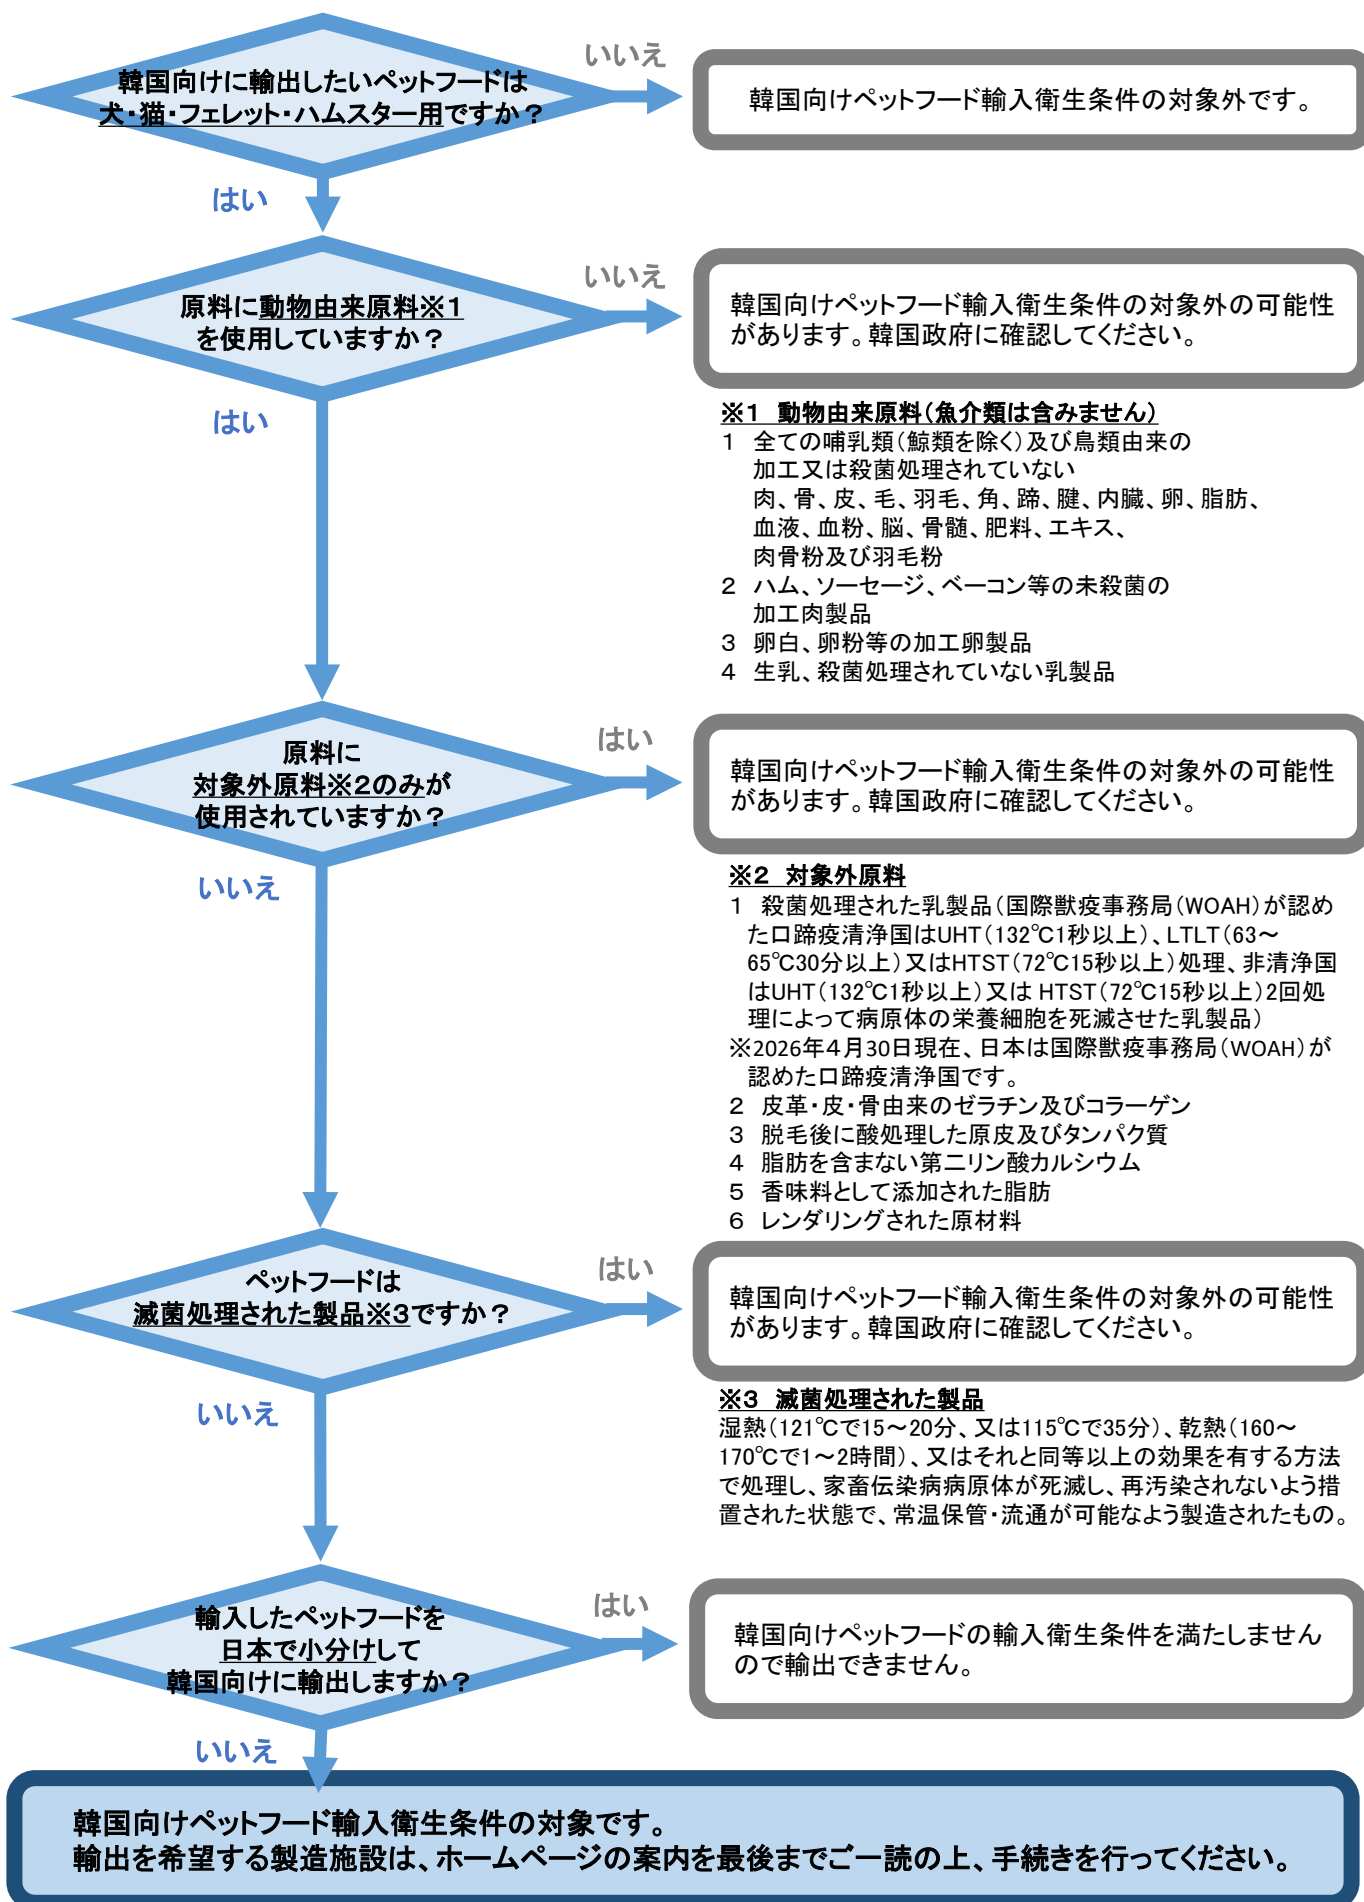 韓国向けに輸出したいペットフードは
犬・猫・フェレット・ハムスター用ですか？
いいえ
韓国向けペットフード輸入衛生条件の対象外です。
はい
原料に動物由来原料※１
を使用していますか？
いいえ
韓国向けペットフード輸入衛生条件の対象外の可能性
があります。韓国政府に確認してください。
はい
※１　動物由来原料（魚介類は含みません）
１　全ての哺乳類（鯨類を除く）及び鳥類由来の
加工又は殺菌処理されていない
肉、骨、皮、毛、羽毛、角、蹄、腱、内臓、卵、脂肪、
血液、血粉、脳、骨髄、肥料、エキス、
肉骨粉及び羽毛粉
２　ハム、ソーセージ、ベーコン等の未殺菌の
加工肉製品
３　卵白、卵粉等の加工卵製品
４　生乳、殺菌処理されていない乳製品
原料に
対象外原料※２のみが
使用されていますか？
はい
韓国向けペットフード輸入衛生条件の対象外の可能性
があります。韓国政府に確認してください。
いいえ
※２　対象外原料
１　殺菌処理された乳製品（国際獣疫事務局（WOAH）が認め
た口蹄疫清浄国はUHT（132℃1秒以上）、LTLT（63～
65℃30分以上）又はHTST（72℃15秒以上）処理、非清浄国
はUHT（132℃1秒以上）又は HTST（72℃15秒以上）2回処
理によって病原体の栄養細胞を死滅させた乳製品）
※2026年４月30日現在、日本は国際獣疫事務局（WOAH）が
認めた口蹄疫清浄国です。
２　皮革・皮・骨由来のゼラチン及びコラーゲン
３　脱毛後に酸処理した原皮及びタンパク質
４　脂肪を含まない第二リン酸カルシウム
５　香味料として添加された脂肪
６　レンダリングされた原材料
ペットフードは
滅菌処理された製品※３ですか？
はい
韓国向けペットフード輸入衛生条件の対象外の可能性
があります。韓国政府に確認してください。
いいえ
※３　滅菌処理された製品
湿熱（121℃で15～20分、又は115℃で35分）、乾熱（160～
170℃で1～2時間）、又はそれと同等以上の効果を有する方法
で処理し、家畜伝染病病原体が死滅し、再汚染されないよう措
置された状態で、常温保管・流通が可能なよう製造されたもの。
輸入したペットフードを
日本で小分けして
韓国向けに輸出しますか？
はい
韓国向けペットフードの輸入衛生条件を満たしません
ので輸出できません。
いいえ
韓国向けペットフード輸入衛生条件の対象です。
輸出を希望する製造施設は、ホームページの案内を最後までご一読の上、手続きを行ってください。